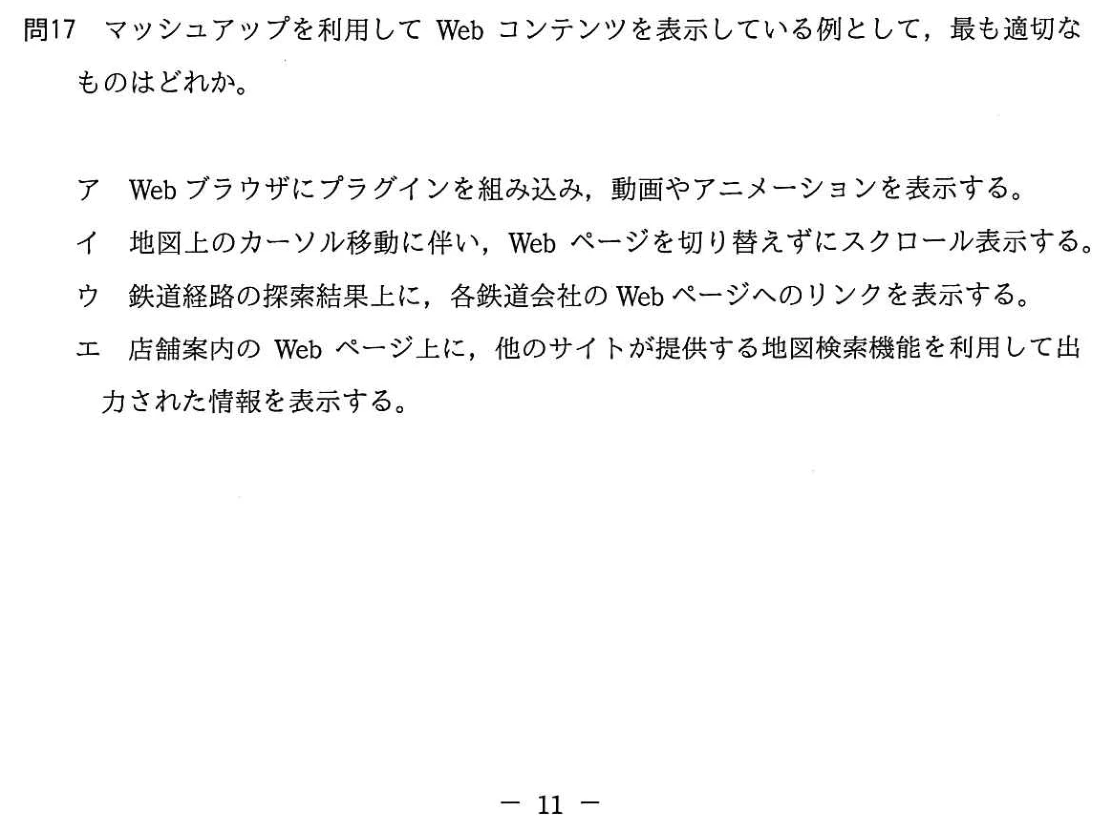 問17 マッシュアップを利用して Web コンテンツを表示している例として，最も適切な
ものはどれか。
ア Web ブラウザにプラグインを組み込み，動画やアニメーションを表示する。
イ 地図上のカーソル移動に伴い，Web ページを切り替えずにスクロール表示する。
ウ 鉄道経路の探索結果上に，各鉄道会社の Web ページへのリンクを表示する。
エ 店舗案内の Web ページ上に，他のサイトが提供する地図検索機能を利用して出
力された情報を表示する。
－ 11 －